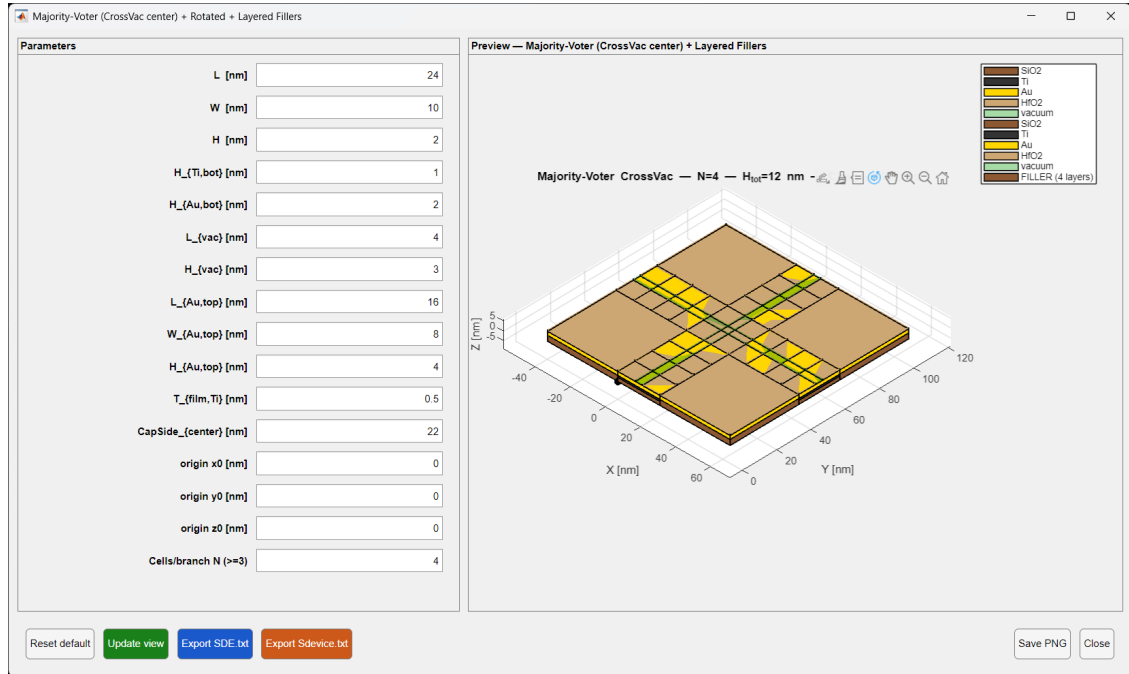 Majority-Voter (CrossVac center) + Rotated + Layered Fillers
Parameters
L [nm] 24
W [nm] 10
H [nm] 2
H_{Ti,bot} [nm] 1
H_{Au,bot} [nm] 2
L_{vac} [nm] 4
H_{vac} [nm] 3
L_{Au,top} [nm] 16
W_{Au,top} [nm] 8
H_{Au,top} [nm] 4
T_{film,Ti} [nm] 0.5
CapSide_{center} [nm] 22
origin x0 [nm] 0
origin y0 [nm] 0
origin z0 [nm] 0
Cells/branch N (>=3) 4
Preview — Majority-Voter (CrossVac center) + Layered Fillers
SiO2
Ti
Au
HfO2
vacuum
SiO2
Ti
Au
HfO2
vacuum
FILLER (4 layers)
Majority-Voter CrossVac — N=4 — Htot=12 nm -
Z [nm]
5
0
-5
-40
-20
0
20
40
60
X [nm]
0
20
40
60
80
100
120
Y [nm]
Reset default
Update view
Export SDE.txt
Export Sdevice.txt
Save PNG
Close